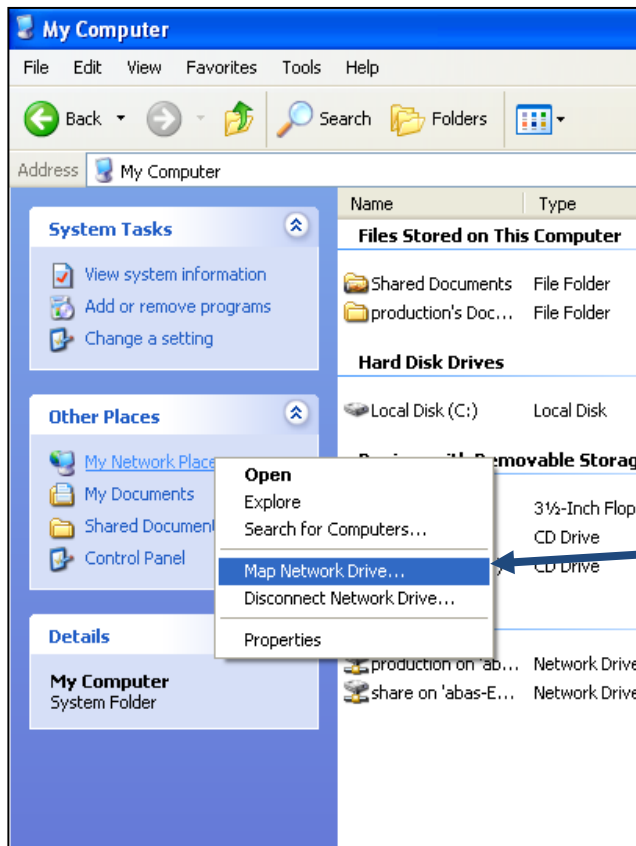 My Computer
File Edit View Favorites Tools Help
Back Search Folders
Address My Computer
Name Type
System Tasks
View system information
Add or remove programs
Change a setting
Other Places
My Network Place
My Documents
Shared Documen
Control Panel
Details
My Computer
System Folder
Files Stored on This Computer
Shared Documents File Folder
production's Doc... File Folder
Hard Disk Drives
Local Disk (C:) Local Disk
movable Storag
3½-Inch Flop
CD Drive
CD Drive
production on 'ab... Network Drive
share on 'abas-E... Network Drive
Open
Explore
Search for Computers...
Map Network Drive...
Disconnect Network Drive...
Properties